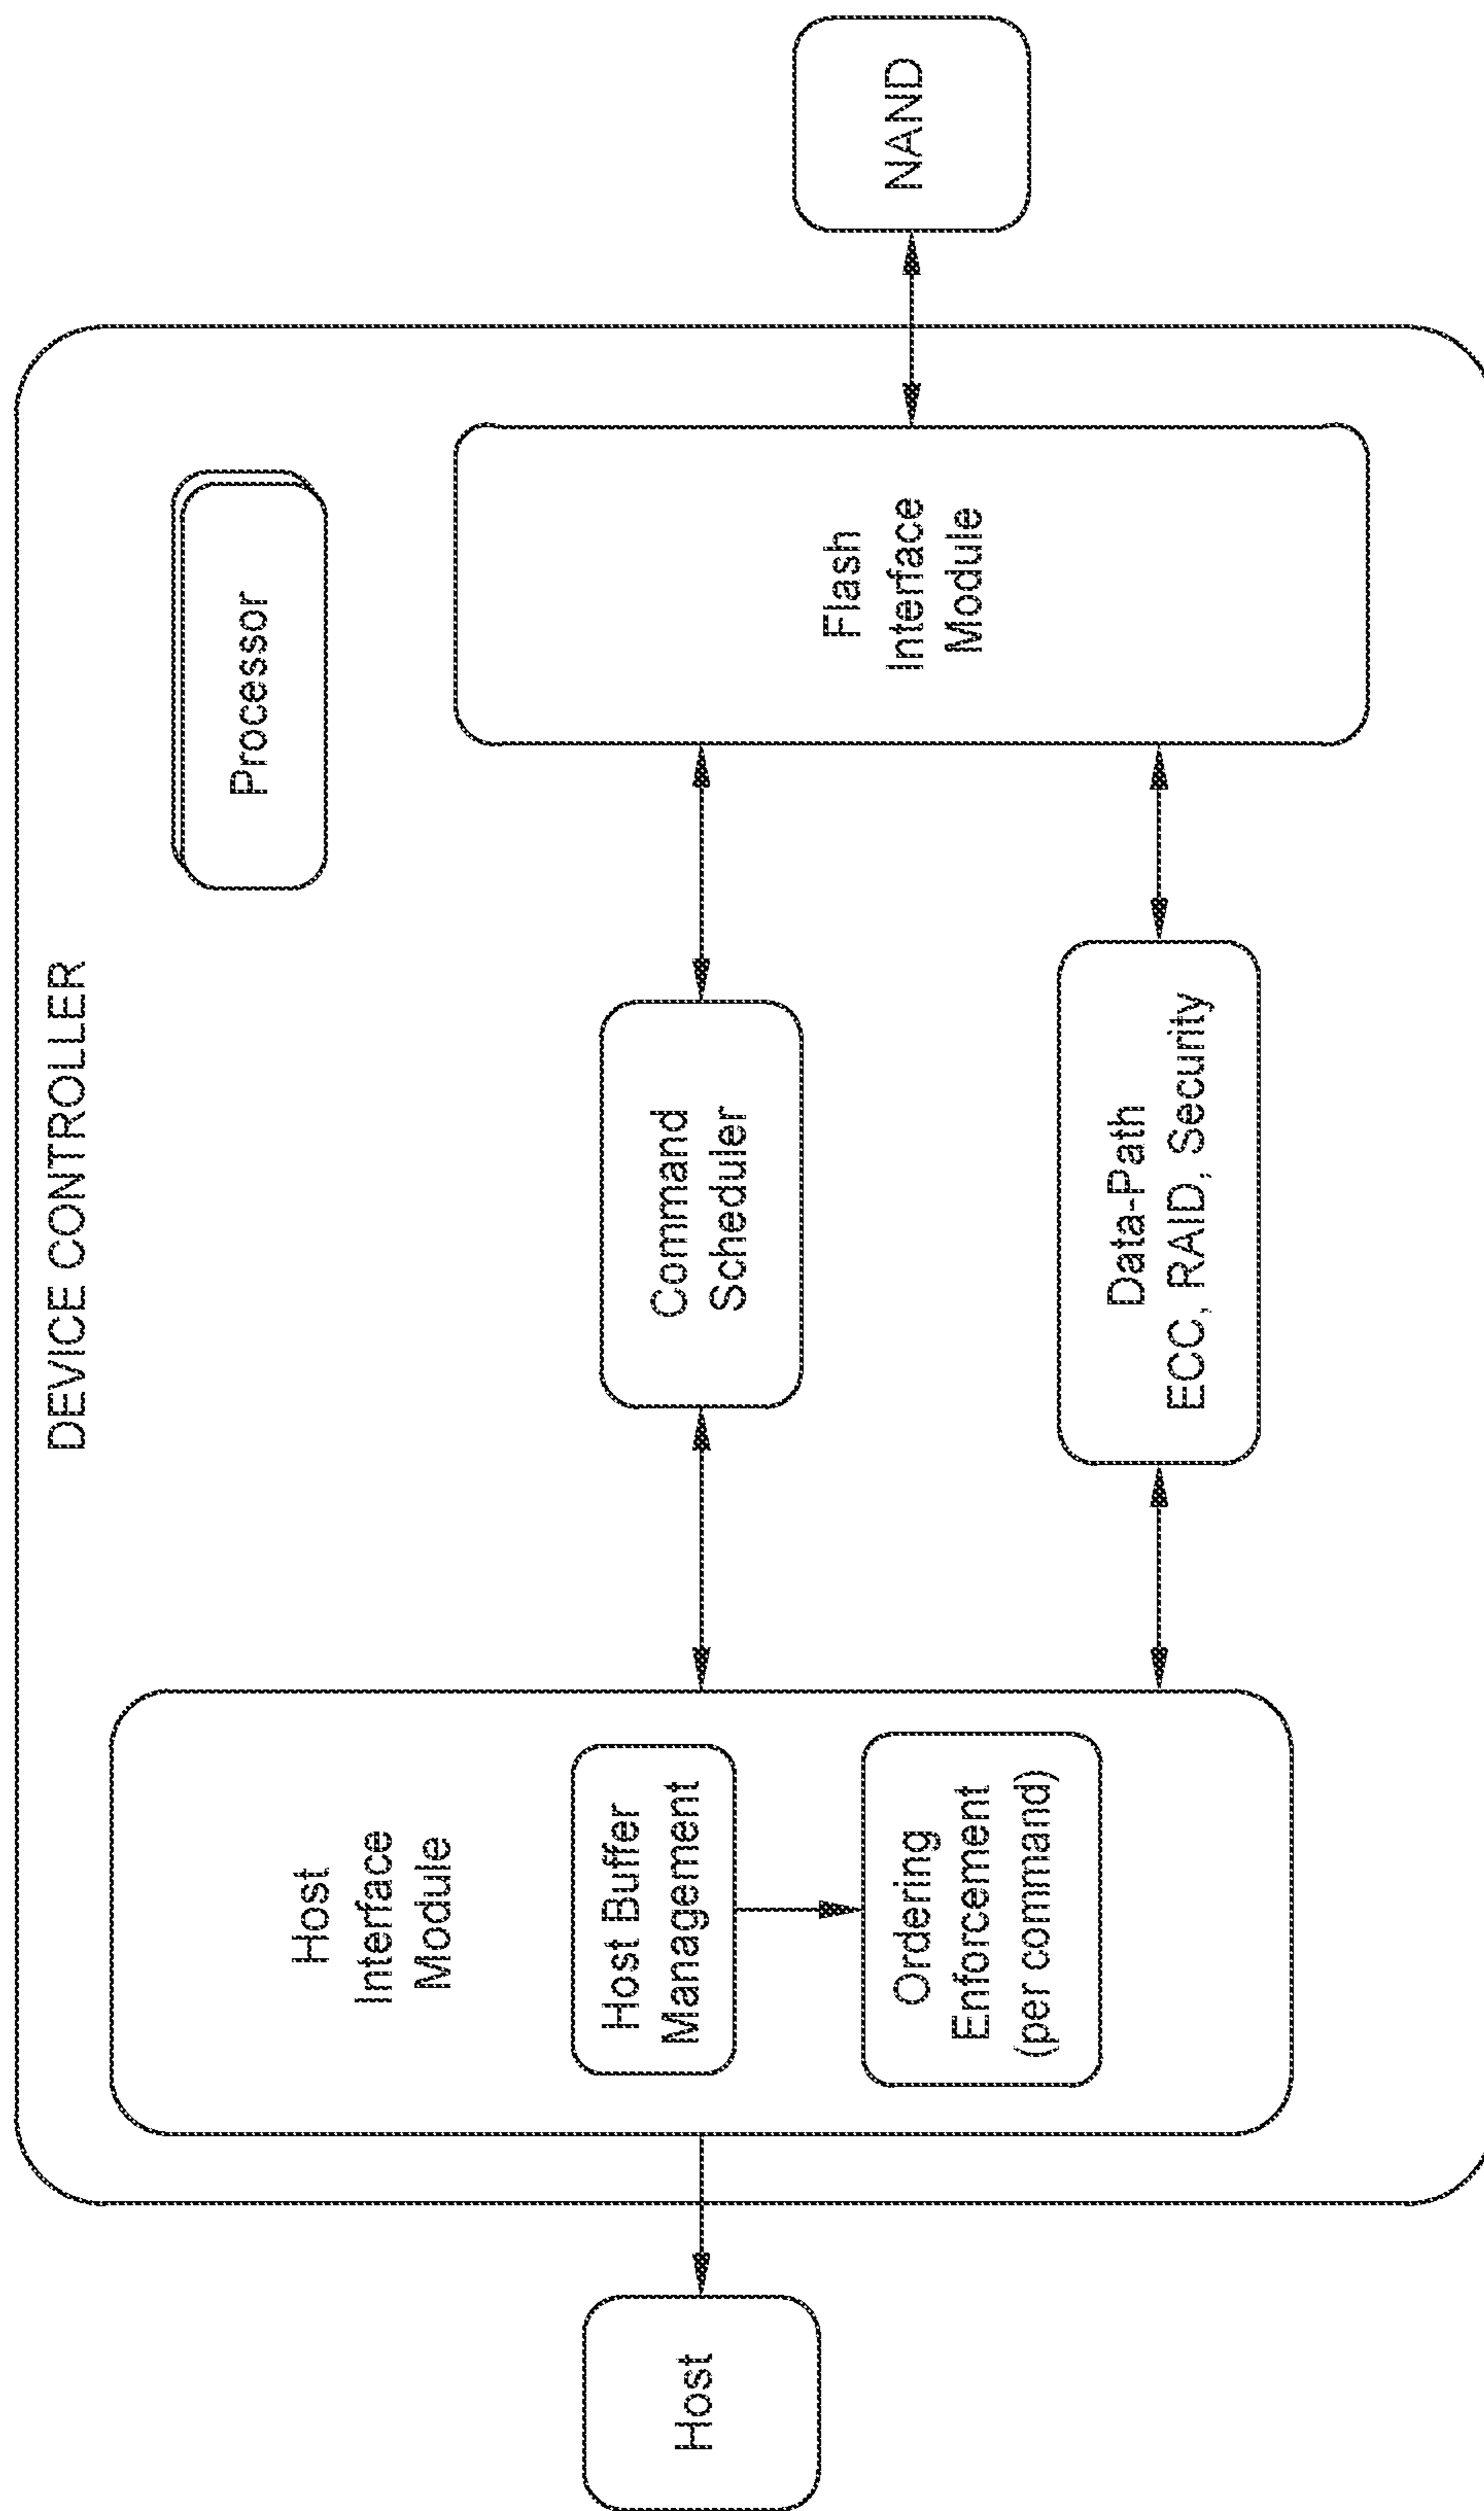 DEVICE CONTROLLER
Processor
Host
Interface
Module
Host Buffer
Management
Ordering
Enforcement
(per command)
Command
Scheduler
Data-Path
ECC, RAID, Security
Flash
Interface
Module
Host
NAND